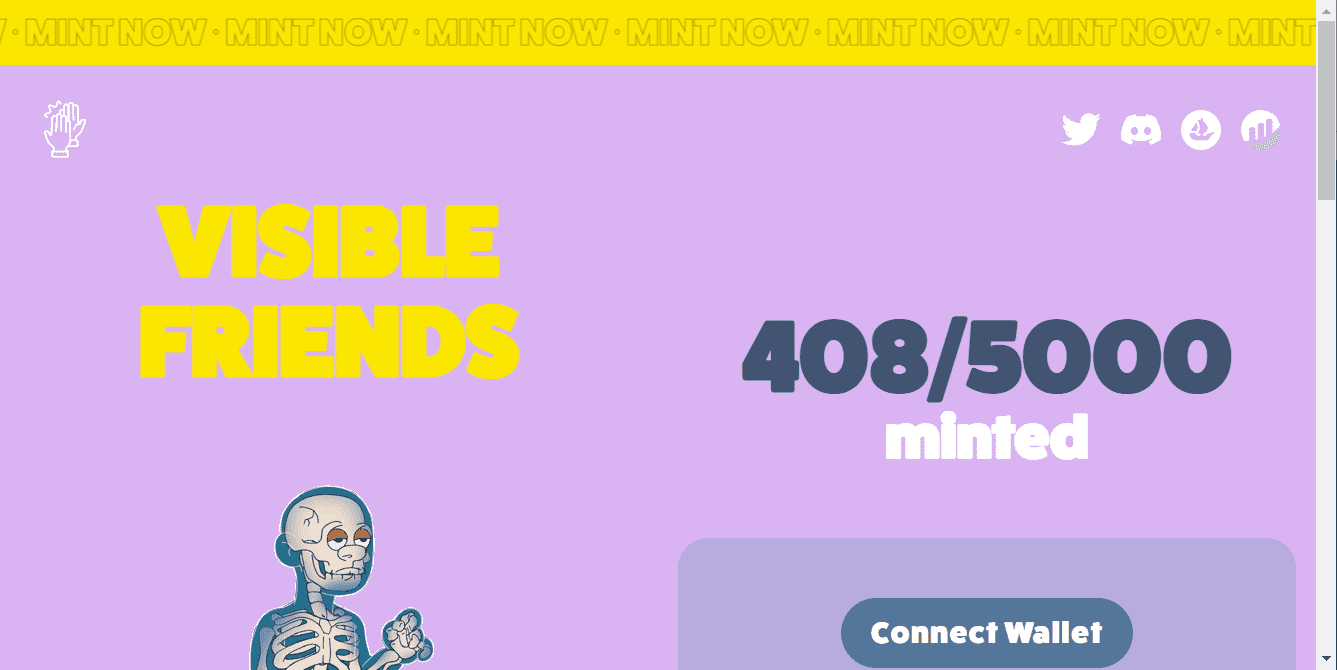 · MINT NOW · MINT NOW · MINT NOW · MINT NOW · MINT NOW · MINT NOW · MINT
VISIBLE
FRIENDS
408/5000
minted
Connect Wallet